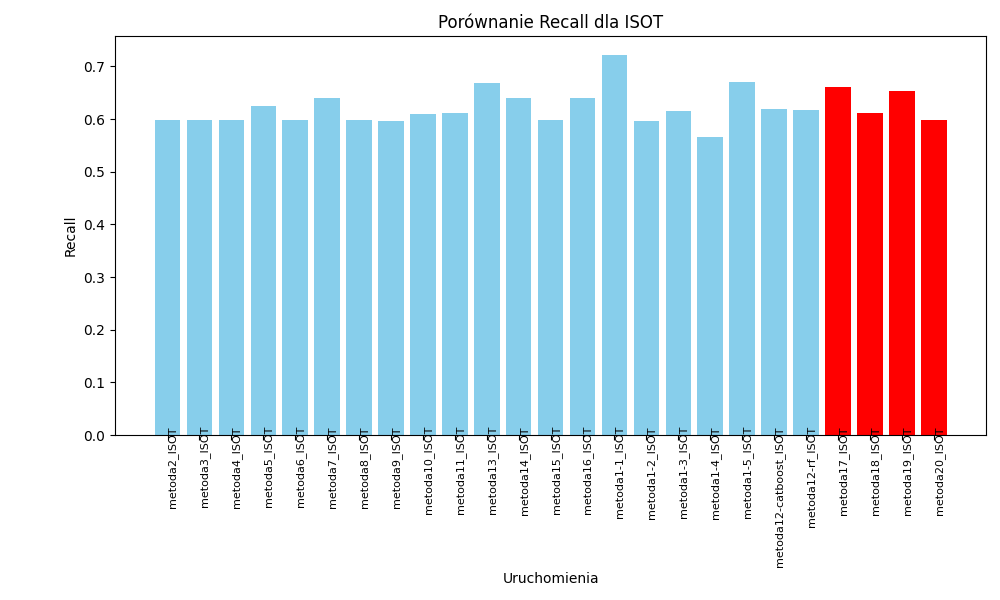 Porównanie Recall dla ISOT
Recall
0.7
0.6
0.5
0.4
0.3
0.2
0.1
0.0
metoda2_ISOT
metoda3_ISOT
metoda4_ISOT
metoda5_ISOT
metoda6_ISOT
metoda7_ISOT
metoda8_ISOT
metoda9_ISOT
metoda10_ISOT
metoda11_ISOT
metoda13_ISOT
metoda14_ISOT
metoda15_ISOT
metoda16_ISOT
metoda1-1_ISOT
metoda1-2_ISOT
metoda1-3_ISOT
metoda1-4_ISOT
metoda1-5_ISOT
metoda12-catboost_ISOT
metoda12-rf_ISOT
metoda17_ISOT
metoda18_ISOT
metoda19_ISOT
metoda20_ISOT
Uruchomienia